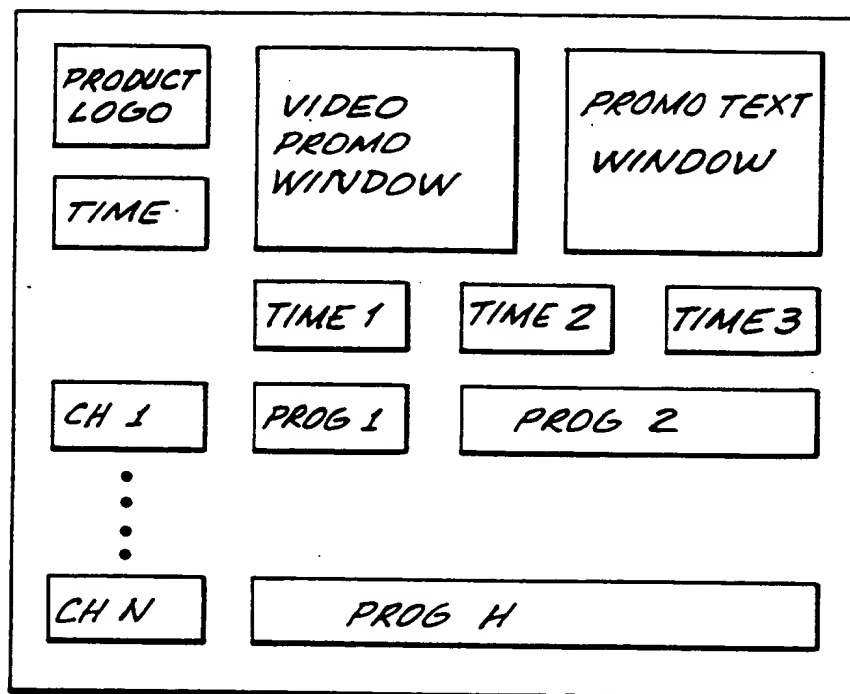 PRODUCT
LOGO
VIDEO
PROMO
WINDOW
PROMO TEXT
WINDOW
TIME
TIME 1
TIME 2
TIME 3
CH 1
PROG 1
PROG 2
CH N
PROG H